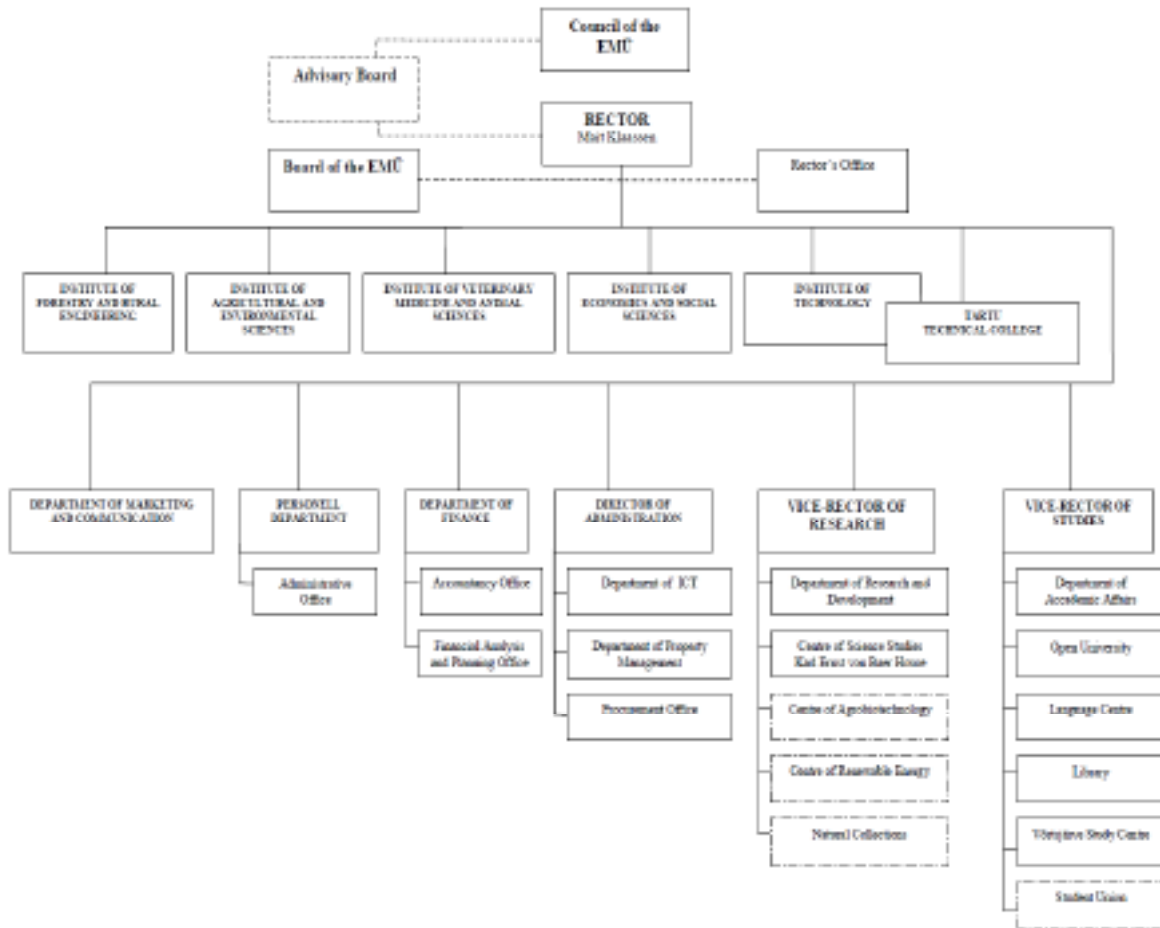 Council of the
EMÜ
Advisory Board
RECTOR
Mait Klaassen
Board of the EMÜ
Rector´s Office
INSTITUTE OF
FORESTRY AND RURAL
ENGINEERING
INSTITUTE OF
AGRICULTURAL AND
ENVIRONMENTAL
SCIENCES
INSTITUTE OF VETERINARY
MEDICINE AND ANIMAL
SCIENCES
INSTITUTE OF
ECONOMICS AND SOCIAL
SCIENCES
INSTITUTE OF
TECHNOLOGY
TARTU
TECHNICAL COLLEGE
DEPARTMENT OF MARKETING
AND COMMUNICATION
PERSONELL
DEPARTMENT
DEPARTMENT OF
FINANCE
DIRECTOR OF
ADMINISTRATION
VICE-RECTOR OF
RESEARCH
VICE-RECTOR OF
STUDIES
Administrative
Office
Accountancy Office
Financial Analysis
and Planning Office
Department of ICT
Department of Property
Management
Procurement Office
Department of Research and
Development
Centre of Science Studies
Karl Ernst von Baer House
Centre of Agrobiotechnology
Centre of Renewable Energy
Natural Collections
Department of
Academic Affairs
Open University
Language Centre
Library
Võrtsjärve Study Centre
Student Union